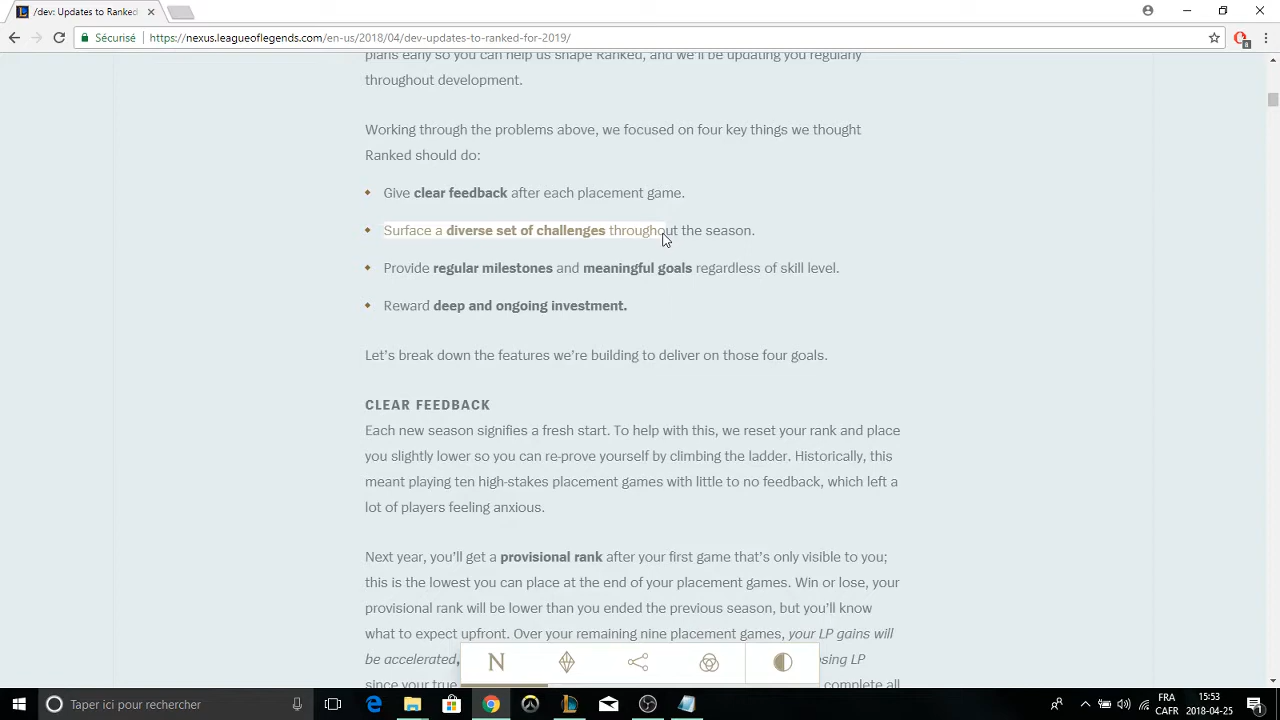 /dev: Updates to Ranked
Sécurisé
https://nexus.leagueoflegends.com/en-us/2018/04/dev-updates-to-ranked-for-2019/
plans early so you can help us shape Ranked, and we'll be updating you regularly
throughout development.
Working through the problems above, we focused on four key things we thought
Ranked should do:
Give clear feedback after each placement game.
Surface a diverse set of challenges throughout the season.
Provide regular milestones and meaningful goals regardless of skill level.
Reward deep and ongoing investment.
Let's break down the features we're building to deliver on those four goals.
CLEAR FEEDBACK
Each new season signifies a fresh start. To help with this, we reset your rank and place
you slightly lower so you can re-prove yourself by climbing the ladder. Historically, this
meant playing ten high-stakes placement games with little to no feedback, which left a
lot of players feeling anxious.
Next year, you'll get a provisional rank after your first game that's only visible to you;
this is the lowest you can place at the end of your placement games. Win or lose, your
provisional rank will be lower than you ended the previous season, but you'll know
what to expect upfront. Over your remaining nine placement games, your LP gains will
be accelerated, losing LP
since your true complete all
N
Taper ici pour rechercher
FRA
CAFR
15:53
2018-04-25